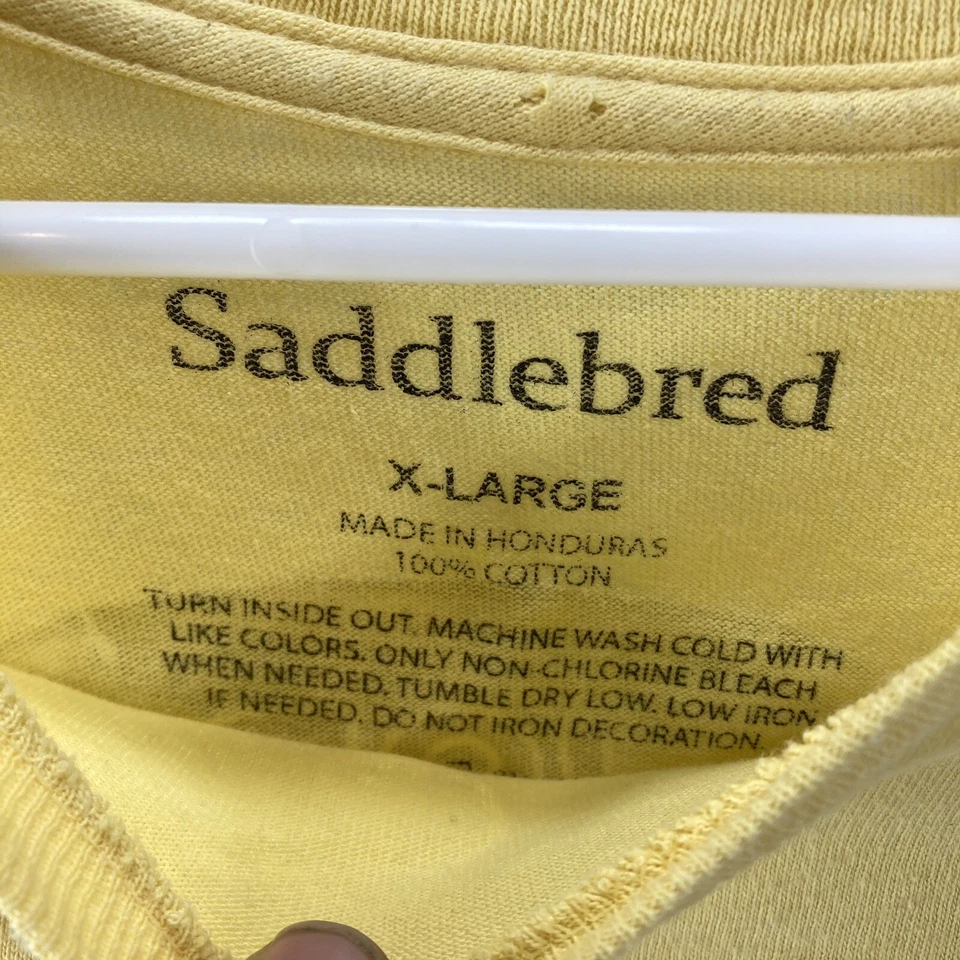 Saddlebred
X-LARGE
MADE IN HONDURAS
100% COTTON
TURN INSIDE OUT. MACHINE WASH COLD WITH
LIKE COLORS. ONLY NON-CHLORINE BLEACH
WHEN NEEDED. TUMBLE DRY LOW. LOW IRON
IF NEEDED. DO NOT IRON DECORATION.